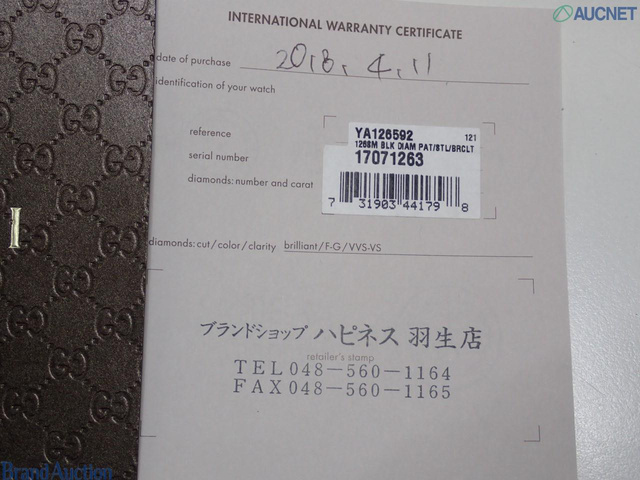 AUCNET
INTERNATIONAL WARRANTY CERTIFICATE
date of purchase 2018. 4. 11
identification of your watch
reference YA126592 121
126SM BLK DIAM PAT/STL/BRCLT
serial number 17071263
diamonds: number and carat
7 31903 44179 8
diamonds: cut / color / clarity brilliant / F-G / VVS-VS
ブランドショップ ハピネス 羽生店
retailer's stamp
TEL 048-560-1164
FAX 048-560-1165
Brand Auction